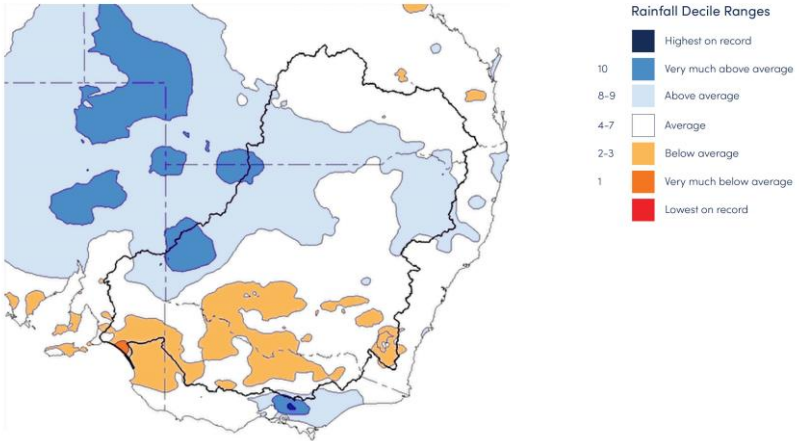 Rainfall Decile Ranges
Highest on record
10 Very much above average
8-9 Above average
4-7 Average
2-3 Below average
1 Very much below average
Lowest on record